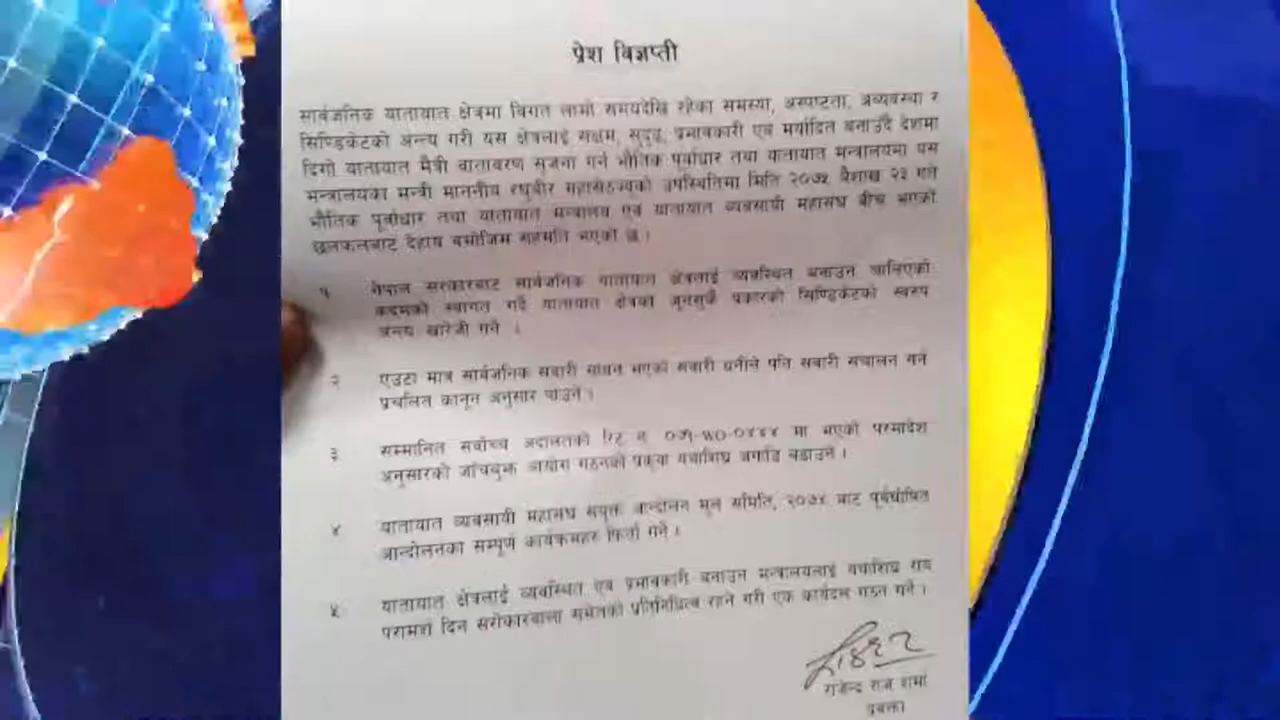 प्रेश विज्ञप्ती
सार्वजनिक यातायात क्षेत्रमा विगत लामो समयदेखि रहेका समस्या, अस्पष्टता, अव्यवस्था र
सिण्डिकेटको अन्त्य गरी यस क्षेत्रलाई सक्षम, सुदृढ, प्रभावकारी एवं मर्यादित बनाउँदै देशमा
दिगो यातायात मैत्री वातावरण सृजना गर्न भौतिक पूर्वाधार तथा यातायात मन्त्रालयमा यस
मन्त्रालयका मन्त्री माननीय रघुबीर महासेठज्यूको उपस्थितिमा मिति २०७५ बैशाख २३ गते
भौतिक पूर्वाधार तथा यातायात मन्त्रालय एवं यातायात व्यवसायी महासंघ बीच भएको
छलफलबाट देहाय बमोजिम सहमति भएको छ ।
१ नेपाल सरकारबाट सार्वजनिक यातायात क्षेत्रलाई व्यवस्थित बनाउन चालिएको
कदमको स्वागत गर्दै यातायात क्षेत्रका जुनसुकै प्रकारको सिण्डिकेटको स्वरुप
अन्त्य खारेजी गर्ने ।
२ एउटा मात्र सार्वजनिक सवारी साधन भएको सवारी धनीले पनि सवारी संचालन गर्न
प्रचलित कानून अनुसार पाउने ।
३ सम्मानित सर्वोच्च अदालतको रिट नं ०७१-WO-०४४४ मा भएको परमादेश
अनुसारको जाँचबुझ आयोग गठनको प्रकृया यथाशिघ्र अगाडि बढाउने ।
४ यातायात व्यवसायी महासंघ संयुक्त आन्दोलन मूल समिति, २०७४ बाट पूर्वघोषित
आन्दोलनका सम्पूर्ण कार्यक्रमहरु फिर्ता गर्ने ।
५ यातायात क्षेत्रलाई व्यवस्थित एवं प्रभावकारी बनाउन मन्त्रालयलाई यथाशिघ्र राय
परामर्श दिन सरोकारवाला समेतको प्रतिनिधित्व रहने गरी एक कार्यदल गठन गर्ने ।
राजेन्द्र राज शर्मा
प्रवक्ता